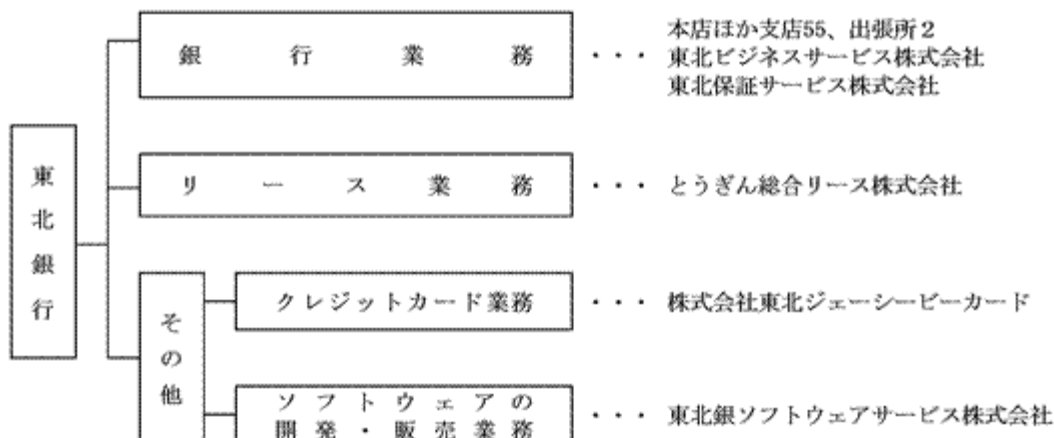 東北銀行
銀行業務 ・・・ 本店ほか支店55、出張所2
東北ビジネスサービス株式会社
東北保証サービス株式会社
リース業務 ・・・ とうぎん総合リース株式会社
その他
クレジットカード業務 ・・・ 株式会社東北ジェーシービーカード
ソフトウェアの
開発・販売業務 ・・・ 東北銀ソフトウェアサービス株式会社